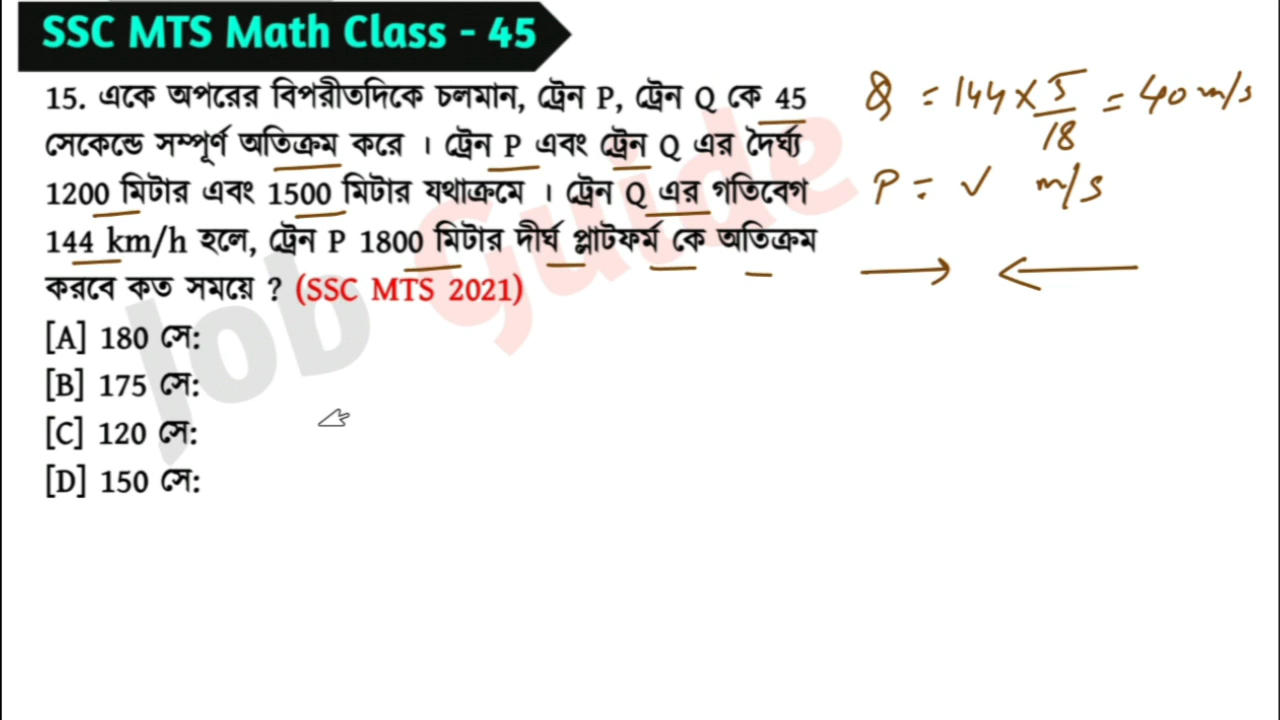 SSC MTS Math Class - 45
15. একে অপরের বিপরীতদিকে চলমান, ট্রেন P, ট্রেন Q কে 45
সেকেন্ডে সম্পূর্ণ অতিক্রম করে । ট্রেন P এবং ট্রেন Q এর দৈর্ঘ্য
1200 মিটার এবং 1500 মিটার যথাক্রমে । ট্রেন Q এর গতিবেগ
144 km/h হলে, ট্রেন P 1800 মিটার দীর্ঘ প্লাটফর্ম কে অতিক্রম
করবে কত সময়ে ? (SSC MTS 2021)
[A] 180 সে:
[B] 175 সে:
[C] 120 সে:
[D] 150 সে:
Q = 144 × 5/18 = 40 m/s
P = ✓ m/s
Job Guide